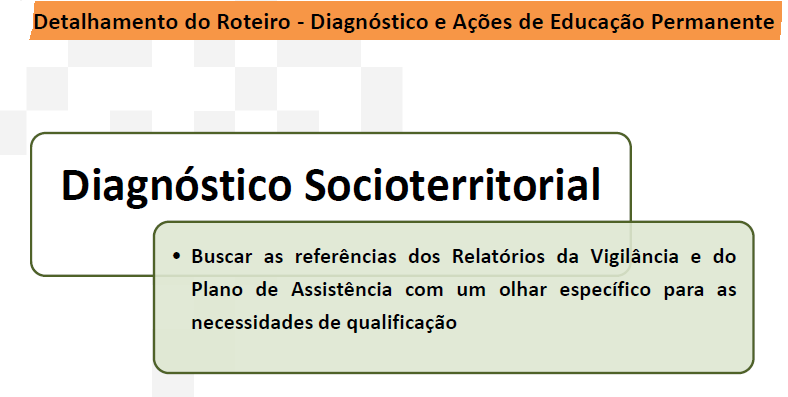 Detalhamento do Roteiro - Diagnóstico e Ações de Educação Permanente
Diagnóstico Socioterritorial
• Buscar as referências dos Relatórios da Vigilância e do
Plano de Assistência com um olhar específico para as
necessidades de qualificação